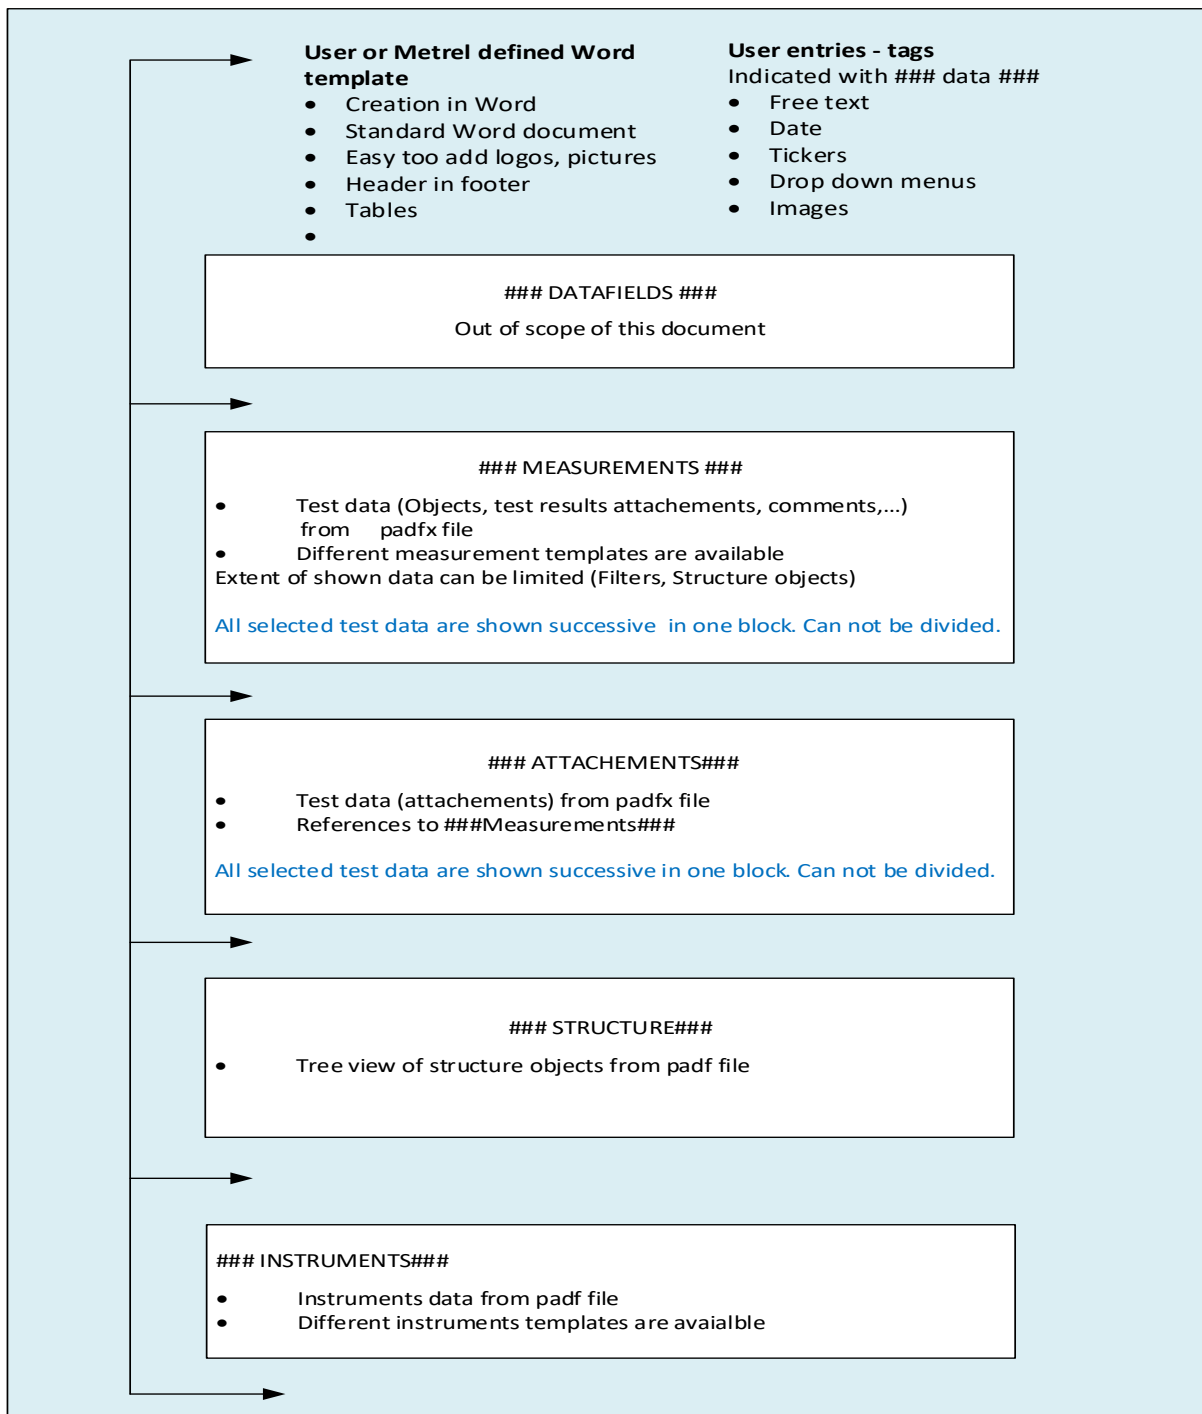 User or Metrel defined Word
template
• Creation in Word
• Standard Word document
• Easy too add logos, pictures
• Header in footer
• Tables
•
User entries - tags
Indicated with ### data ###
• Free text
• Date
• Tickers
• Drop down menus
• Images
### DATAFIELDS ###
Out of scope of this document
### MEASUREMENTS ###
• Test data (Objects, test results attachements, comments,...)
from padfx file
• Different measurement templates are available
Extent of shown data can be limited (Filters, Structure objects)
All selected test data are shown successive in one block. Can not be divided.
### ATTACHEMENTS###
• Test data (attachements) from padfx file
• References to ###Measurements###
All selected test data are shown successive in one block. Can not be divided.
### STRUCTURE###
• Tree view of structure objects from padf file
### INSTRUMENTS###
• Instruments data from padf file
• Different instruments templates are avaialble